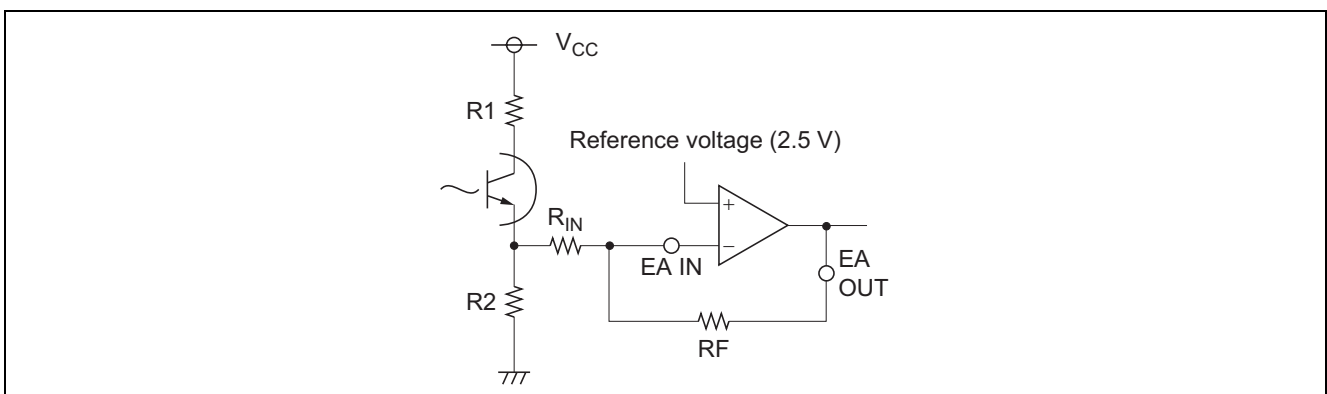 VCC
R1
Reference voltage (2.5 V)
+
RIN
−
EA IN
EA
OUT
R2
RF